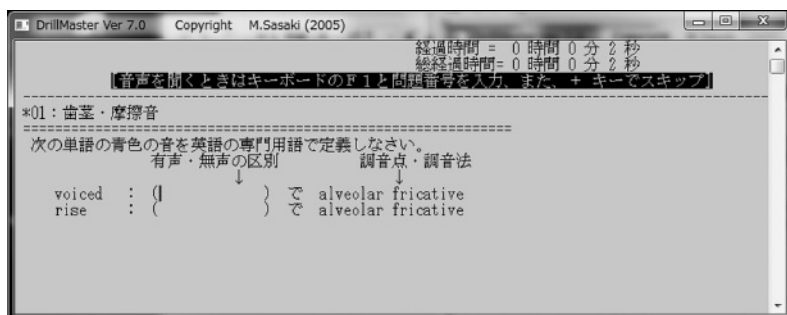 DrillMaster Ver 7.0 Copyright M.Sasaki (2005)
経過時間 = 0 時間 0 分 2 秒
総経過時間= 0 時間 0 分 2 秒
[音声を聞くときはキーボードのF1と問題番号を入力、また、+ キーでスキップ]
*01:歯茎・摩擦音
次の単語の青色の音を英語の専門用語で定義しなさい。
有声・無声の区別 調音点・調音法
↓ ↓
voiced : ( ) で alveolar fricative
rise : ( ) で alveolar fricative